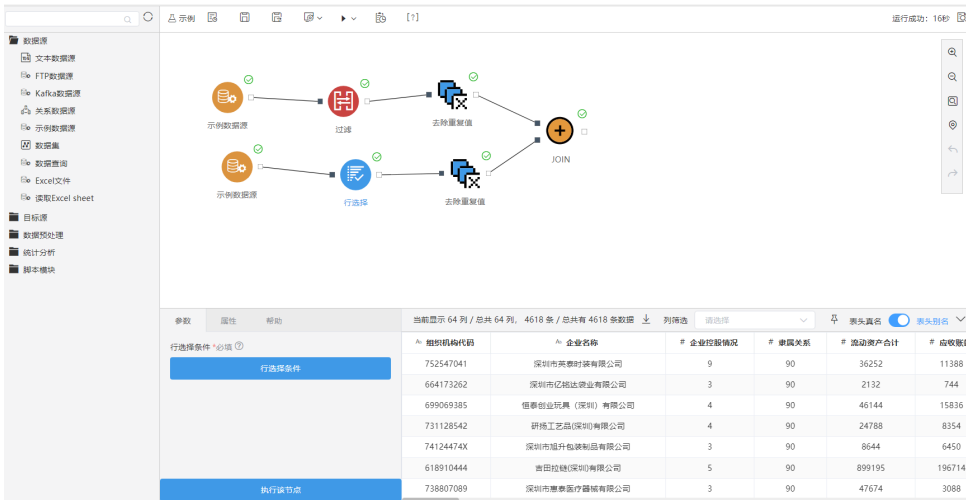 示例
[?]
运行成功：16秒
数据源
文本数据源
FTP数据源
Kafka数据源
关系数据源
示例数据源
数据集
数据查询
Excel文件
读取Excel sheet
目标源
数据预处理
统计分析
脚本模块
示例数据源
过滤
去除重复值
JOIN
示例数据源
行选择
去除重复值
参数 属性 帮助
当前显示 64 列 / 总共 64 列， 4618 条 / 总共有 4618 条数据 列筛选 请选择 表头真名 表头别名
行选择条件 *必填
行选择条件
执行该节点
组织机构代码 企业名称 # 企业控股情况 # 隶属关系 # 流动资产合计 # 应收账
752547041 深圳市英泰时装有限公司 9 90 36252 11388
664173262 深圳市亿铭达袋业有限公司 3 90 2132 744
699069385 恒泰创业玩具（深圳）有限公司 4 90 46144 15836
731128542 研扬工艺品(深圳)有限公司 4 90 24788 8354
74124474X 深圳市旭升包装制品有限公司 3 90 8644 6450
618910444 吉田拉链(深圳)有限公司 5 90 899195 196714
738807089 深圳市惠泰医疗器械有限公司 3 90 47674 3088